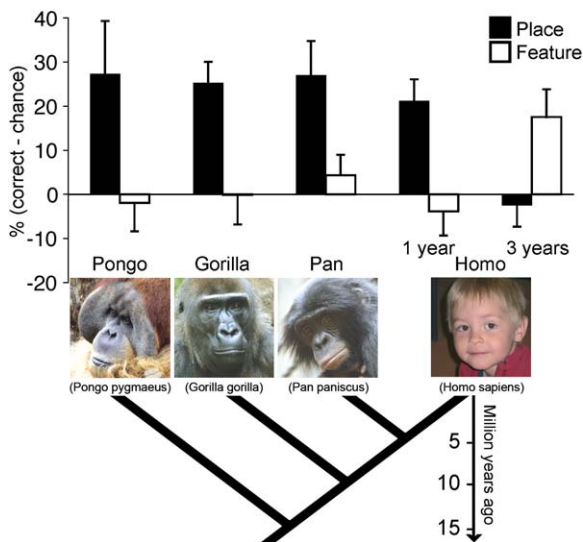 % (correct - chance)
40
30
20
10
0
-10
-20
Place
Feature
1 year
3 years
Pongo
Gorilla
Pan
Homo
(Pongo pygmaeus)
(Gorilla gorilla)
(Pan paniscus)
(Homo sapiens)
5
10
15
Million years ago